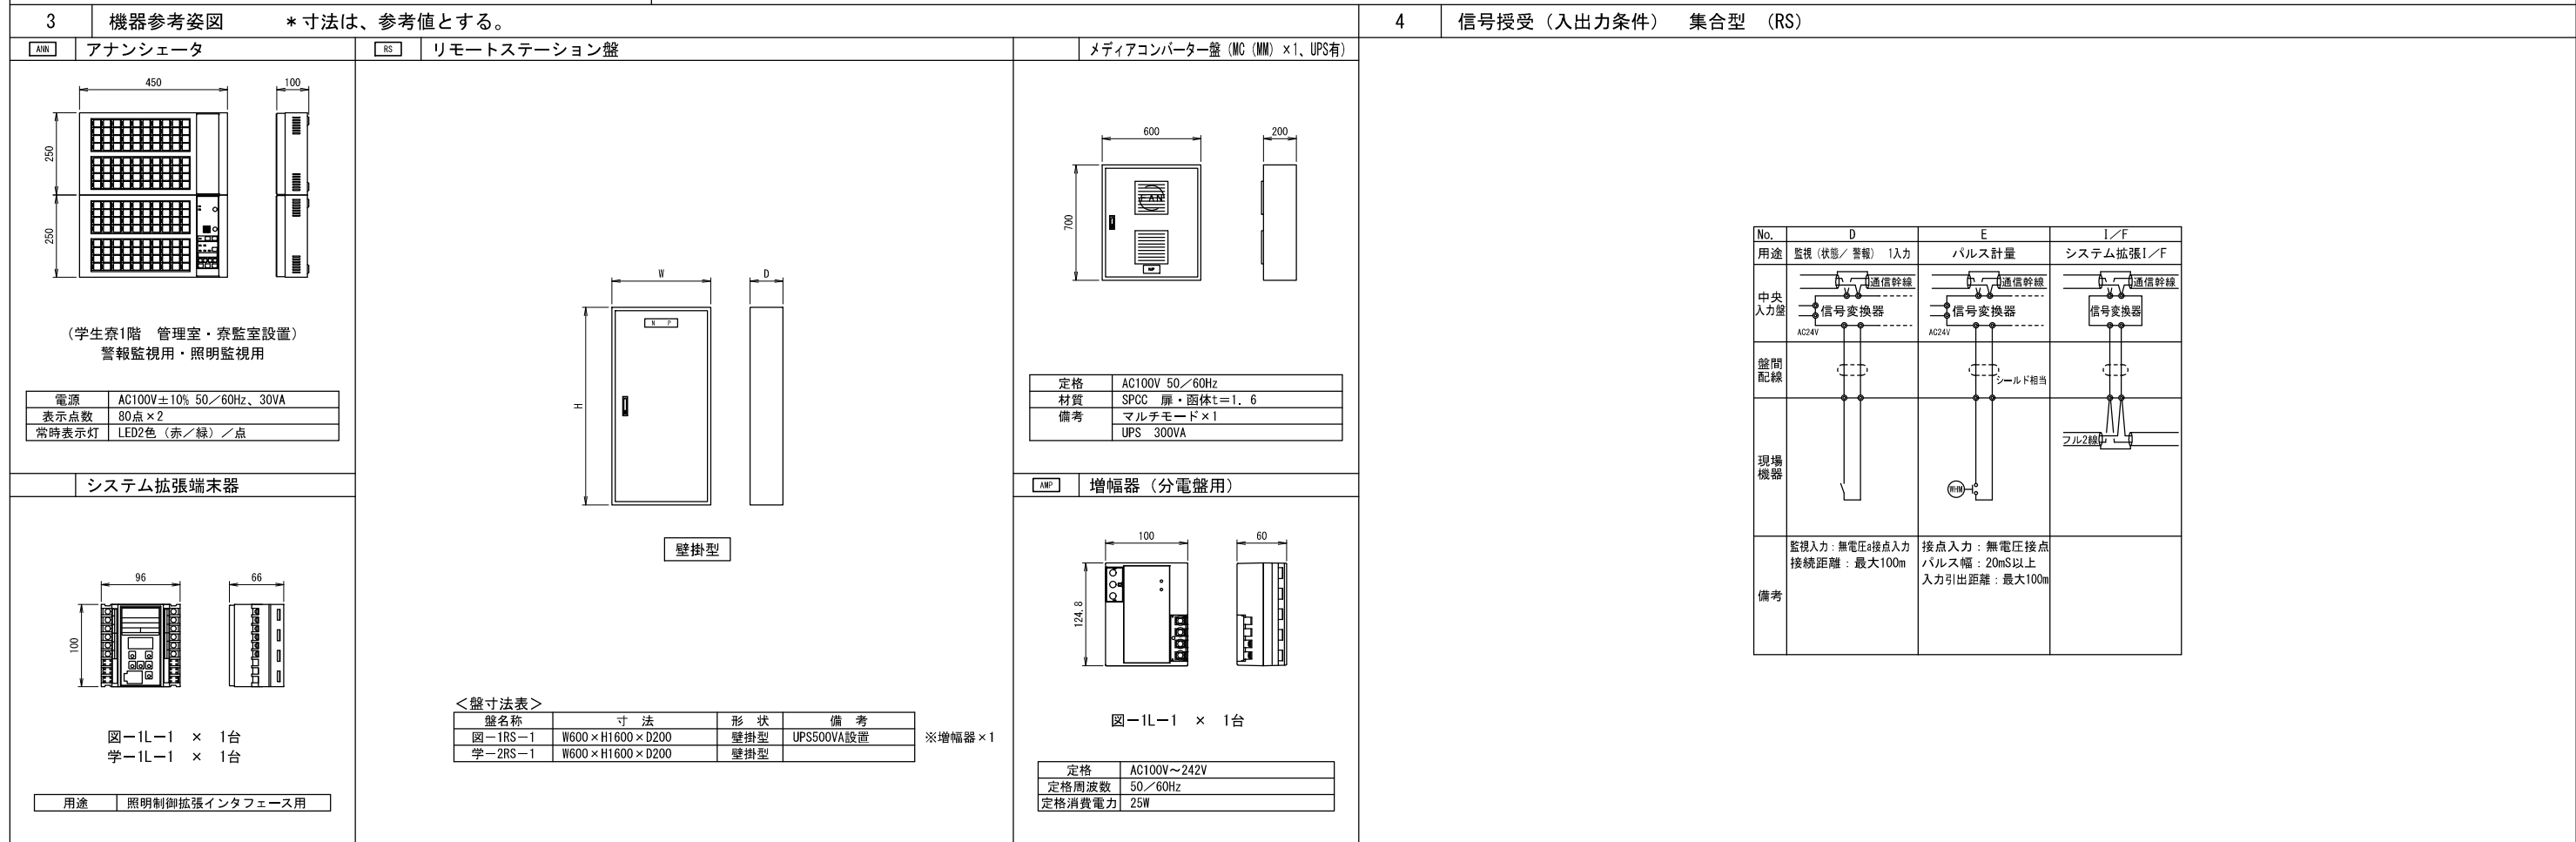 3 機器参考姿図 *寸法は、参考値とする。
ANN アナンシェータ
450
100
250
250
(学生寮1階 管理室・寮監室設置)
警報監視用・照明監視用
電源 AC100V±10% 50/60Hz、30VA
表示点数 80点×2
常時表示灯 LED2色(赤/緑)/点
システム拡張端末器
96
66
100
図-1L-1 × 1台
学-1L-1 × 1台
用途 照明制御拡張インタフェース用
RS リモートステーション盤
W
D
N P
H
壁掛型
<盤寸法表>
盤名称 寸 法 形 状 備 考
図-1RS-1 W600×H1600×D200 壁掛型 UPS500VA設置 ※増幅器×1
学-2RS-1 W600×H1600×D200 壁掛型
メディアコンバーター盤(MC(MM)×1、UPS有)
600
200
700
FAN
NP
定格 AC100V 50/60Hz
材質 SPCC 扉・函体t=1.6
備考 マルチモード×1
UPS 300VA
AMP 増幅器(分電盤用)
100
60
124.8
図-1L-1 × 1台
定格 AC100V~242V
定格周波数 50/60Hz
定格消費電力 25W
4 信号授受(入出力条件) 集合型 (RS)
No. D E I/F
用途 監視(状態/警報) 1入力 パルス計量 システム拡張I/F
中央
入力盤
通信幹線 通信幹線 通信幹線
信号変換器 信号変換器 信号変換器
AC24V AC24V
盤間
配線
シールド相当
現場
機器
フル2線
WHM
備考
監視入力:無電圧a接点入力
接続距離:最大100m
接点入力:無電圧接点
パルス幅:20mS以上
入力引出距離:最大100m